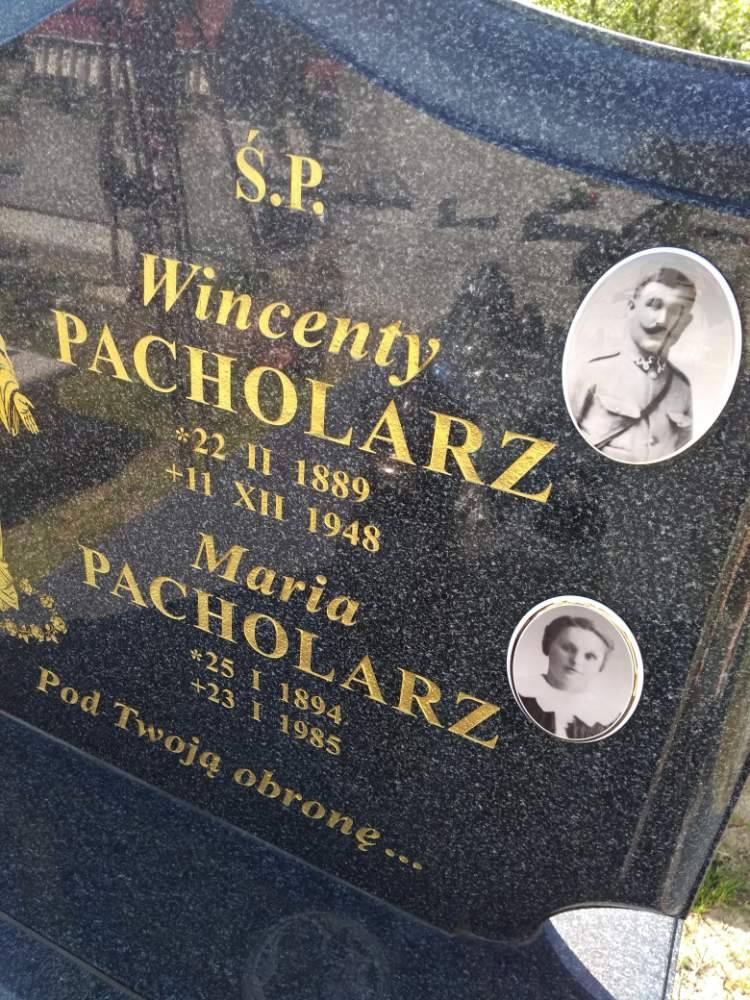 Ś.P.
Wincenty
PACHOLARZ
*22 II 1889
+11 XII 1948
Maria
PACHOLARZ
*25 I 1894
+23 I 1985
Pod Twoją obronę...